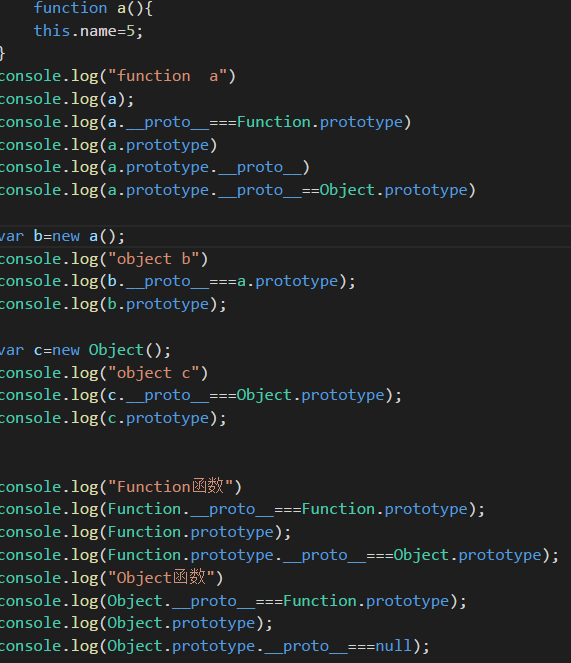 function a(){
this.name=5;
}
console.log("function  a")
console.log(a);
console.log(a.__proto__===Function.prototype)
console.log(a.prototype)
console.log(a.prototype.__proto__)
console.log(a.prototype.__proto__==Object.prototype)
var b=new a();
console.log("object b")
console.log(b.__proto__===a.prototype);
console.log(b.prototype);
var c=new Object();
console.log("object c")
console.log(c.__proto__===Object.prototype);
console.log(c.prototype);
console.log("Function函数")
console.log(Function.__proto__===Function.prototype);
console.log(Function.prototype);
console.log(Function.prototype.__proto__===Object.prototype);
console.log("Object函数")
console.log(Object.__proto__===Function.prototype);
console.log(Object.prototype);
console.log(Object.prototype.__proto__===null);